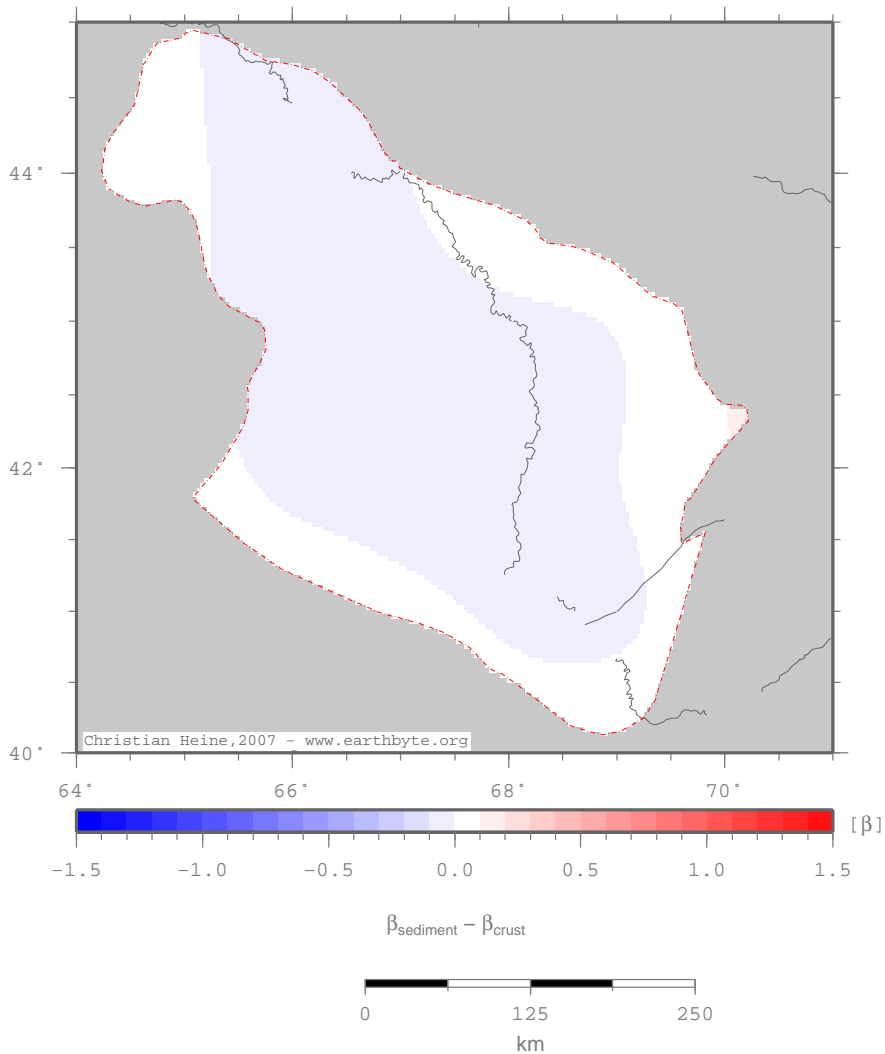 44°
42°
40°
Christian Heine,2007 - www.earthbyte.org
64° 66° 68° 70°
[β]
-1.5 -1.0 -0.5 0.0 0.5 1.0 1.5
βsediment – βcrust
0 125 250
km